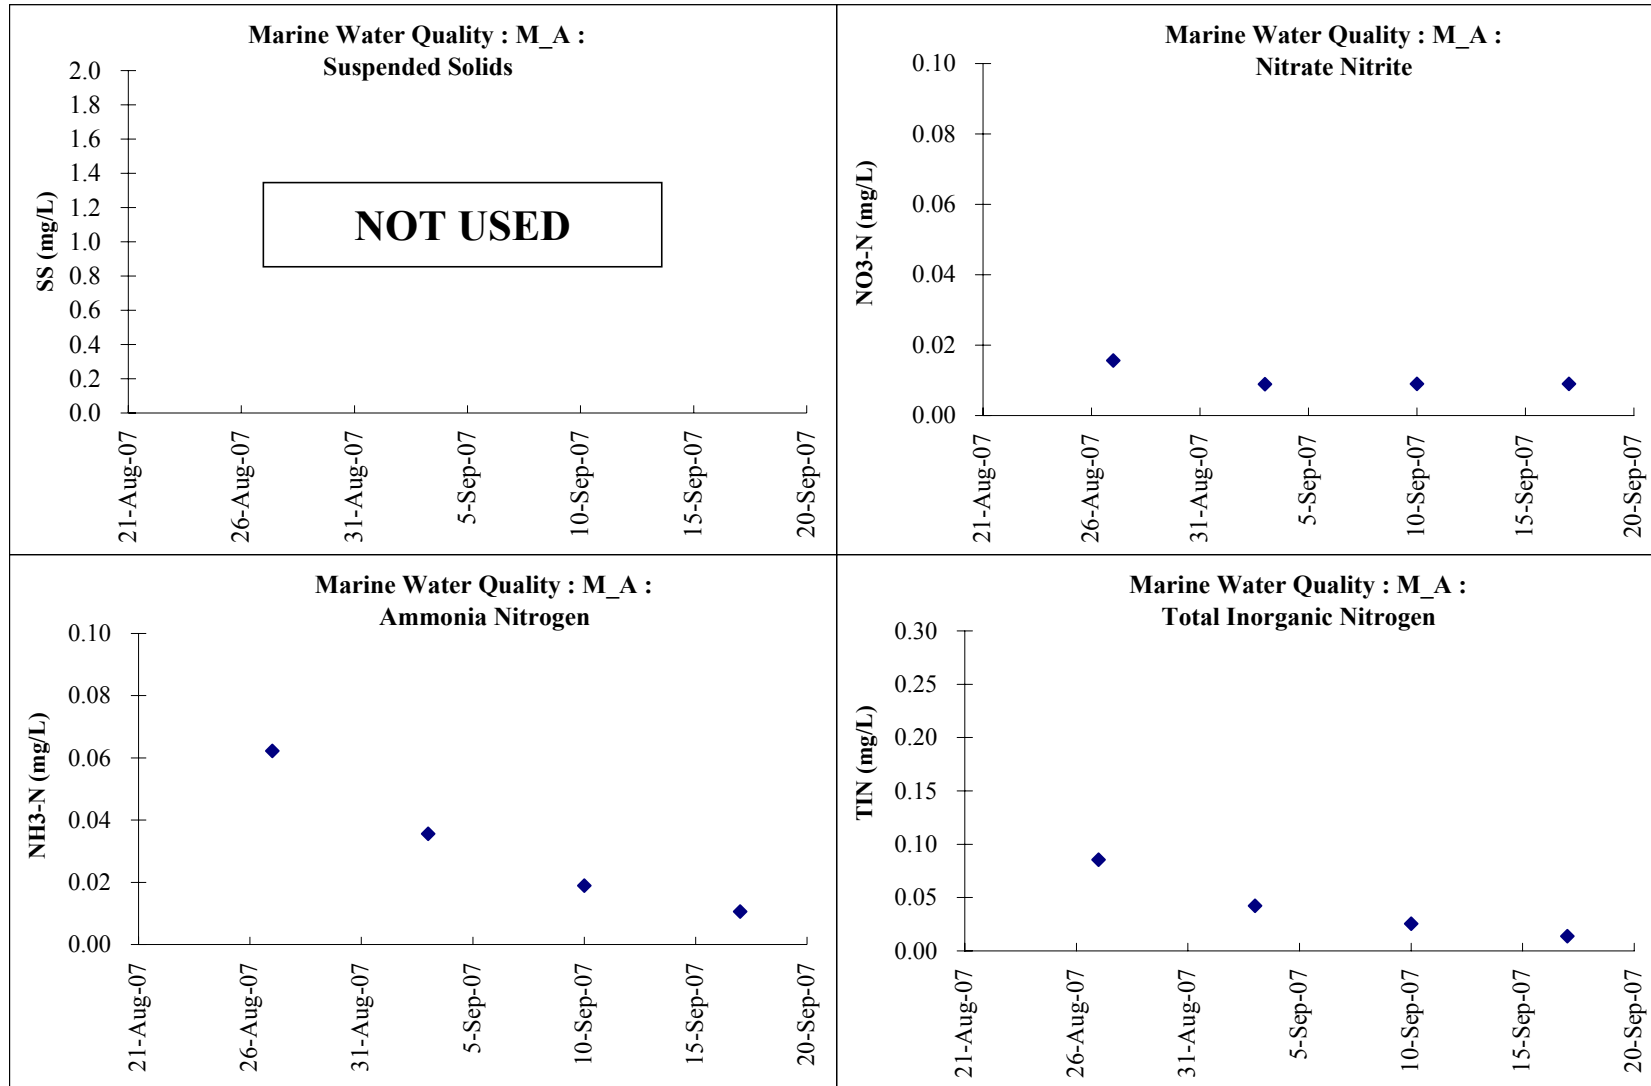 Marine Water Quality : M_A :
Suspended Solids
2.0
1.8
1.6
1.4
1.2
1.0
0.8
0.6
0.4
0.2
0.0
SS (mg/L)
NOT USED
21-Aug-07
26-Aug-07
31-Aug-07
5-Sep-07
10-Sep-07
15-Sep-07
20-Sep-07
Marine Water Quality : M_A :
Nitrate Nitrite
0.10
0.08
0.06
0.04
0.02
0.00
NO3-N (mg/L)
21-Aug-07
26-Aug-07
31-Aug-07
5-Sep-07
10-Sep-07
15-Sep-07
20-Sep-07
Marine Water Quality : M_A :
Ammonia Nitrogen
0.10
0.08
0.06
0.04
0.02
0.00
NH3-N (mg/L)
21-Aug-07
26-Aug-07
31-Aug-07
5-Sep-07
10-Sep-07
15-Sep-07
20-Sep-07
Marine Water Quality : M_A :
Total Inorganic Nitrogen
0.30
0.25
0.20
0.15
0.10
0.05
0.00
TIN (mg/L)
21-Aug-07
26-Aug-07
31-Aug-07
5-Sep-07
10-Sep-07
15-Sep-07
20-Sep-07